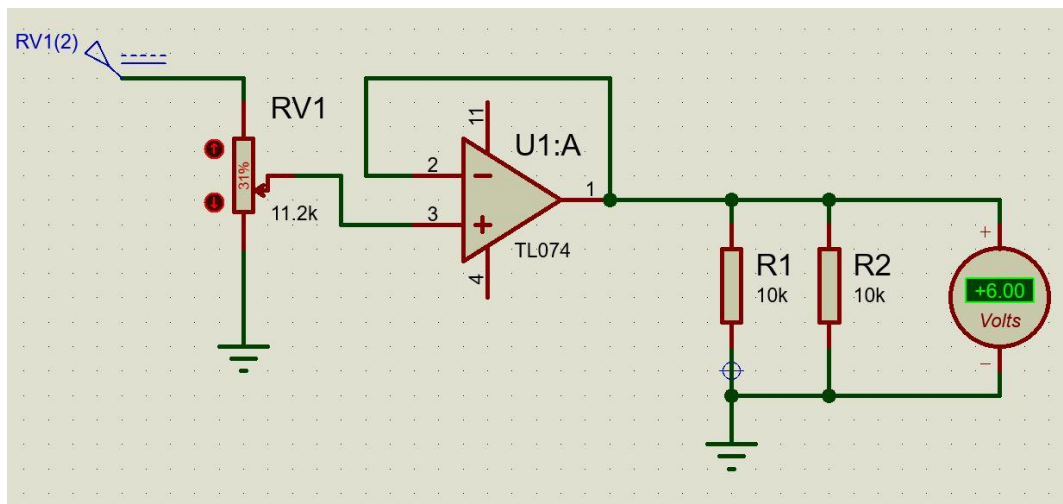 RV1(2)
RV1
31%
11.2k
11
U1:A
2
3
1
TL074
4
R1
10k
R2
10k
+
+6.00
Volts